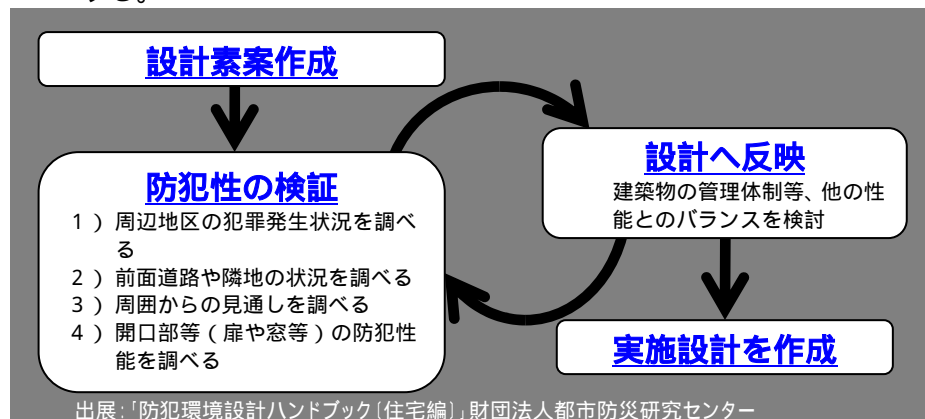 する。
設計素案作成
防犯性の検証
１）周辺地区の犯罪発生状況を調べ
る
２）前面道路や隣地の状況を調べる
３）周囲からの見通しを調べる
４）開口部等（扉や窓等）の防犯性
能を調べる
設計へ反映
建築物の管理体制等、他の性
能とのバランスを検討
実施設計を作成
出展：「防犯環境設計ハンドブック〔住宅編〕」財団法人都市防災研究センター